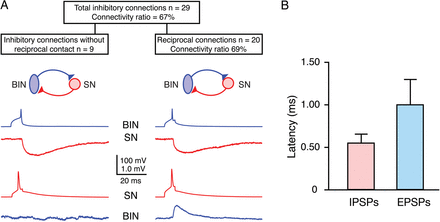 A
Total inhibitory connections n = 29
Connectivity ratio = 67%
Inhibitory connections without
reciprocal contact n = 9
Reciprocal connections n = 20
Connectivity ratio 69%
BIN SN
BIN SN
BIN
SN
100 mV
1.0 mV
20 ms
SN
BIN
B
Latency (ms)
1.50
1.00
0.50
0
IPSPs EPSPs